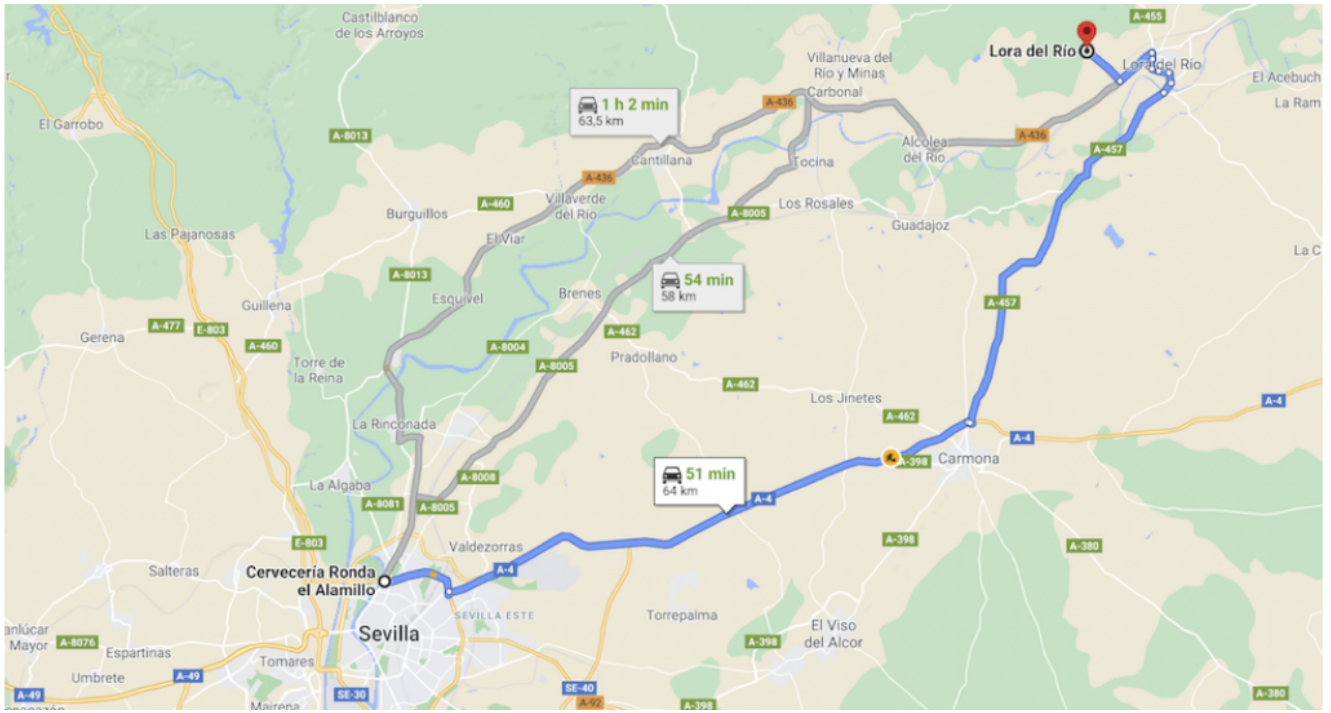 Castilblanco
de los Arroyos
A-455
Lora del Río
Lora del Río
Villanueva del
Río y Minas
El Acebuch
Carbonal
La Ram
1 h 2 min
63,5 km
A-436
El Garrobo
A-8013
A-436
Alcolea
del Río
A-457
Cantillana
Tocina
A-436
Villaverde
del Río
A-460
Burguillos
A-8005
Los Rosales
Guadajoz
Las Pajanosas
El Viar
La C
A-8013
54 min
58 km
Brenes
Esquivel
Guillena
A-457
A-477
E-803
A-462
Gerena
A-460
A-8004
Pradollano
Torre de
la Reina
A-8005
A-462
Los Jinetes
A-4
A-462
La Rinconada
A-4
A-398
Carmona
51 min
64 km
A-8008
La Algaba
A-4
A-8081
A-8005
E-803
Valdezorras
A-398
A-380
Salteras
Cervecería Ronda
el Alamillo
A-4
SEVILLA ESTE
Torrepalma
anlúcar
Mayor
A-8076
Sevilla
El Viso
del Alcor
A-398
Espartinas
Tomares
Umbrete
A-49
A-49
SE-30
SE-40
A-92
A-398
A-380
Mairena